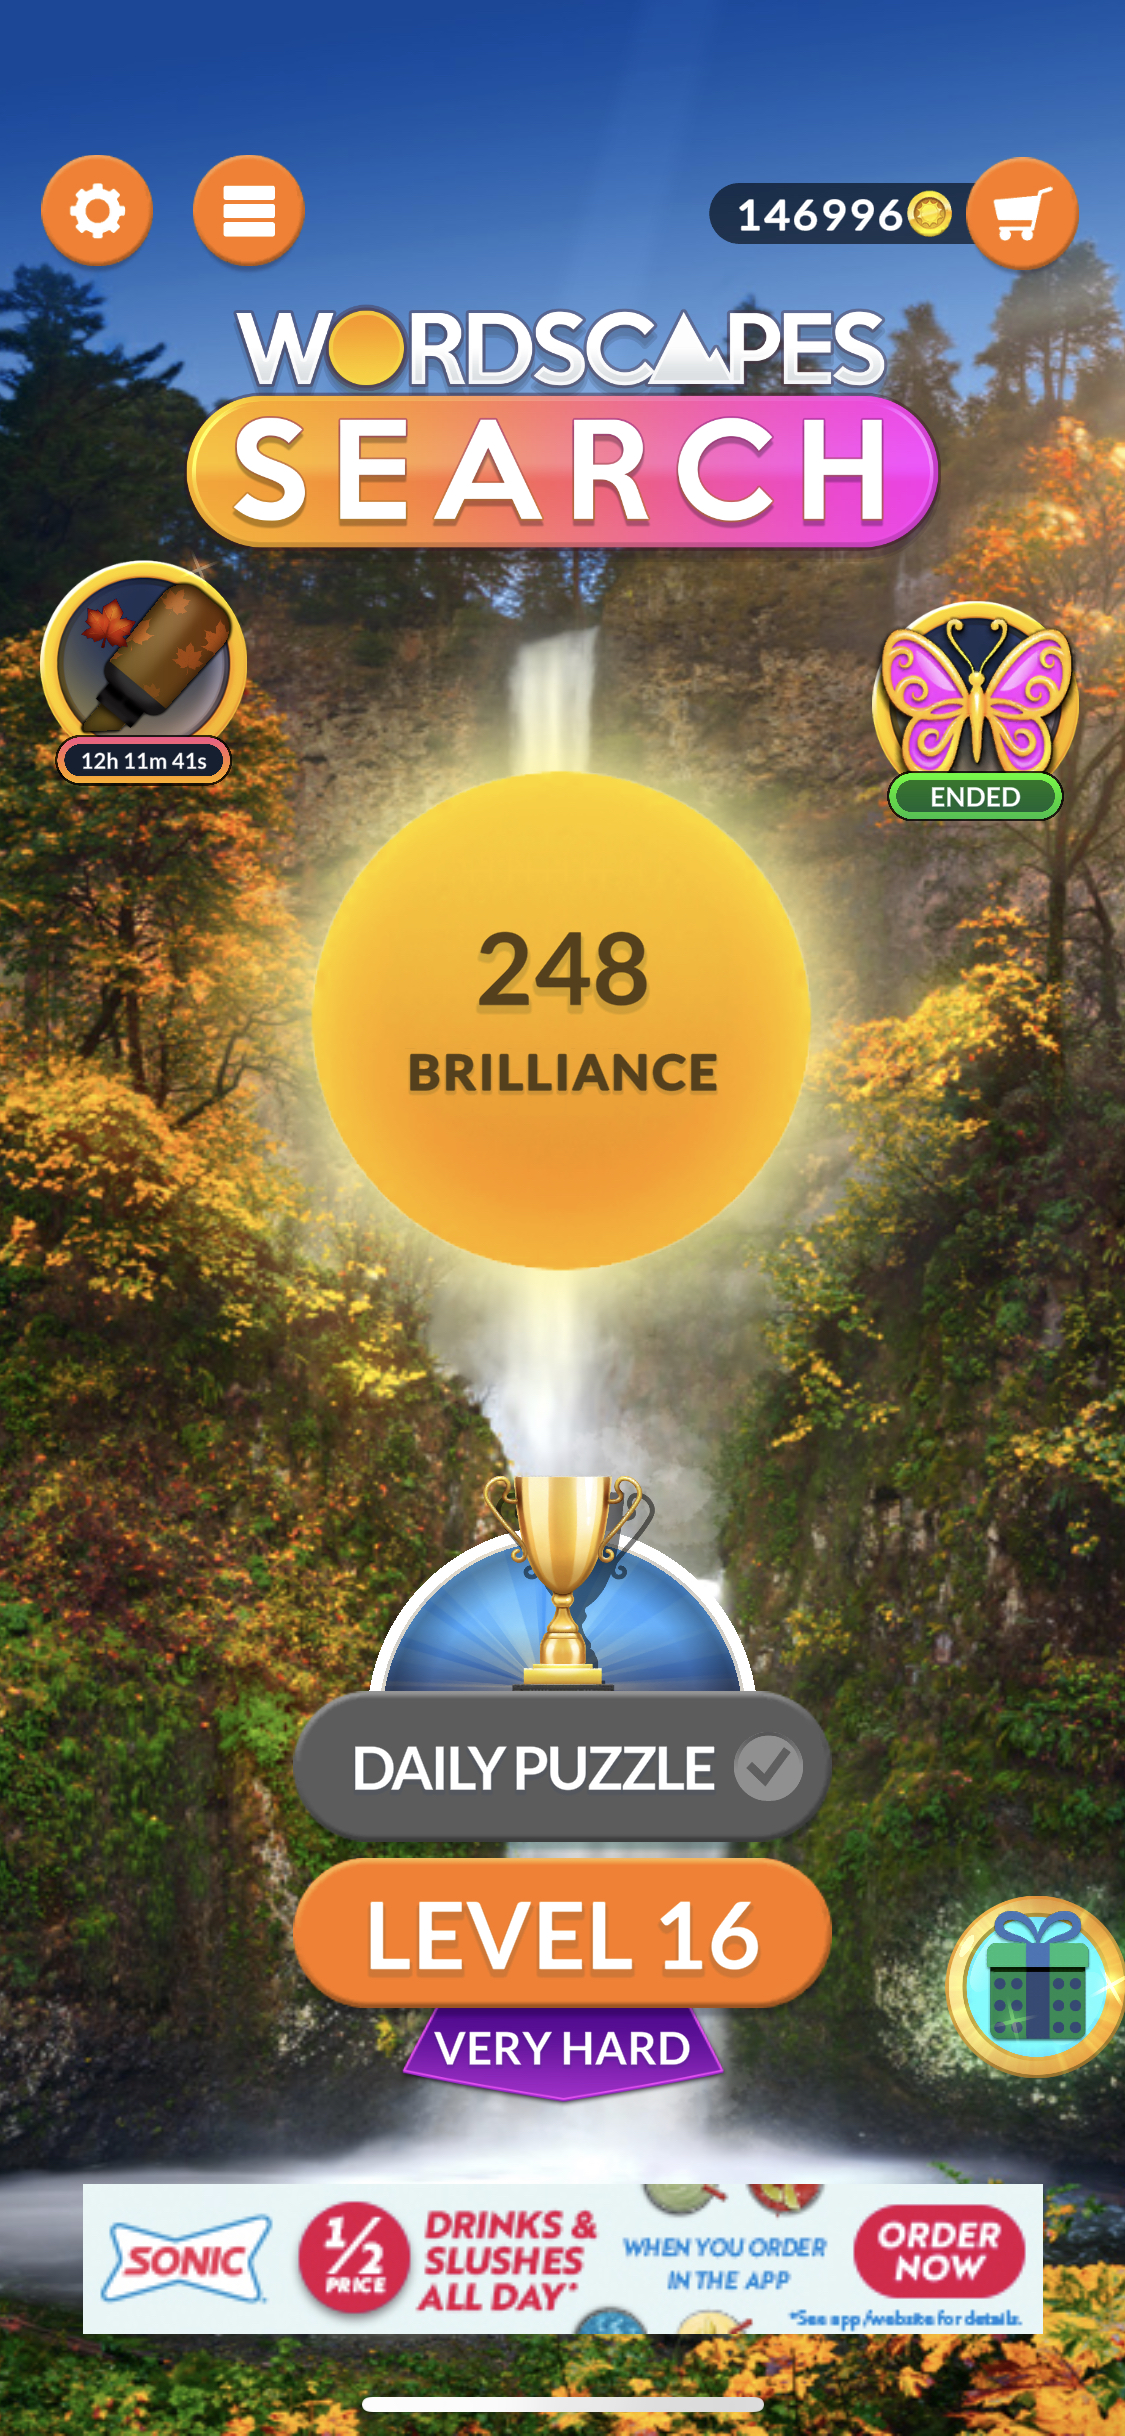 146996
WORDSCAPES
SEARCH
12h 11m 41s
ENDED
248
BRILLIANCE
DAILY PUZZLE
LEVEL 16
VERY HARD
SONIC
1/2
PRICE
DRINKS &
SLUSHES
ALL DAY*
WHEN YOU ORDER
IN THE APP
ORDER
NOW
*See app/website for details.